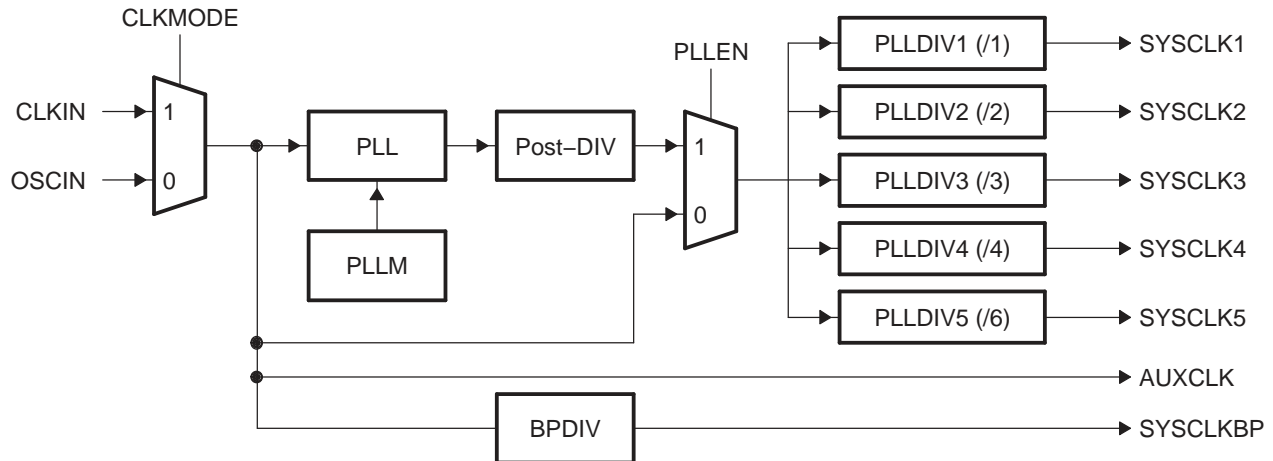 CLKMODE
CLKIN
OSCIN
1
0
PLL
PLLM
Post–DIV
PLLEN
1
0
PLLDIV1 (/1)
SYSCLK1
PLLDIV2 (/2)
SYSCLK2
PLLDIV3 (/3)
SYSCLK3
PLLDIV4 (/4)
SYSCLK4
PLLDIV5 (/6)
SYSCLK5
AUXCLK
BPDIV
SYSCLKBP